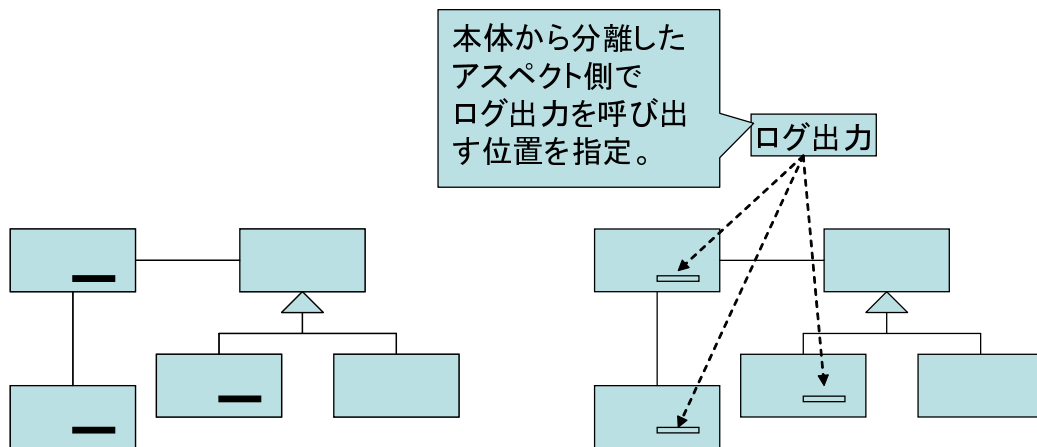 本体から分離した
アスペクト側で
ログ出力を呼び出
す位置を指定。
ログ出力